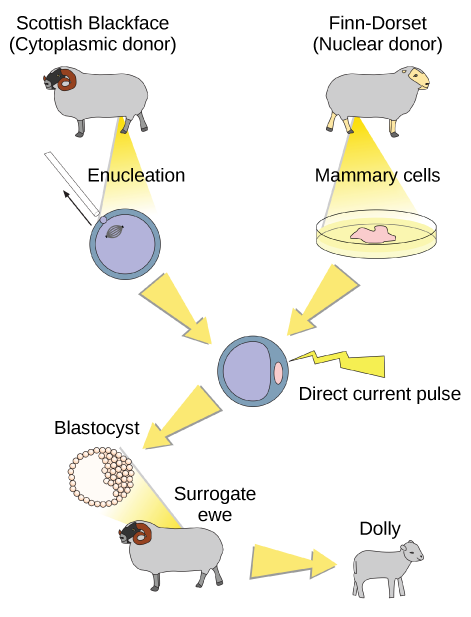 Scottish Blackface
(Cytoplasmic donor)
Finn-Dorset
(Nuclear donor)
Enucleation
Mammary cells
Direct current pulse
Blastocyst
Surrogate
ewe
Dolly